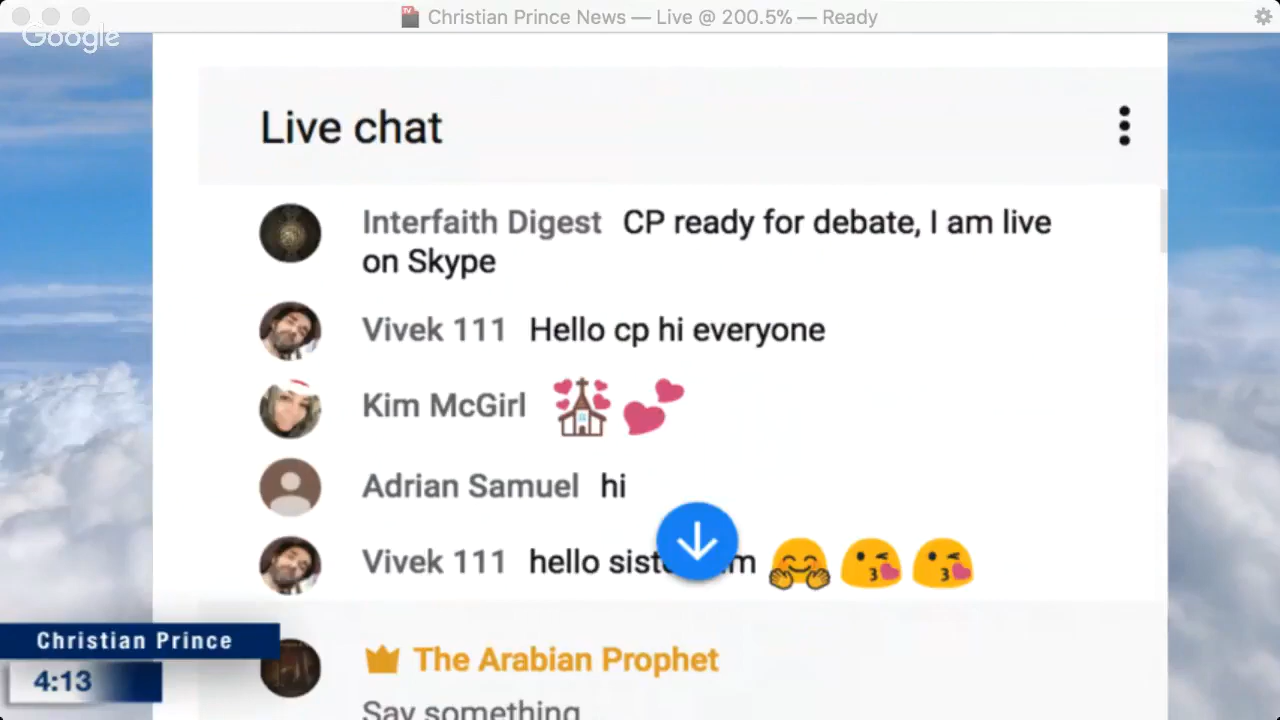 Christian Prince News — Live @ 200.5% — Ready
Google
Live chat
Interfaith Digest CP ready for debate, I am live
on Skype
Vivek 111 Hello cp hi everyone
Kim McGirl
Adrian Samuel hi
Vivek 111 hello
The Arabian Prophet
Say something...
Christian Prince
4:13